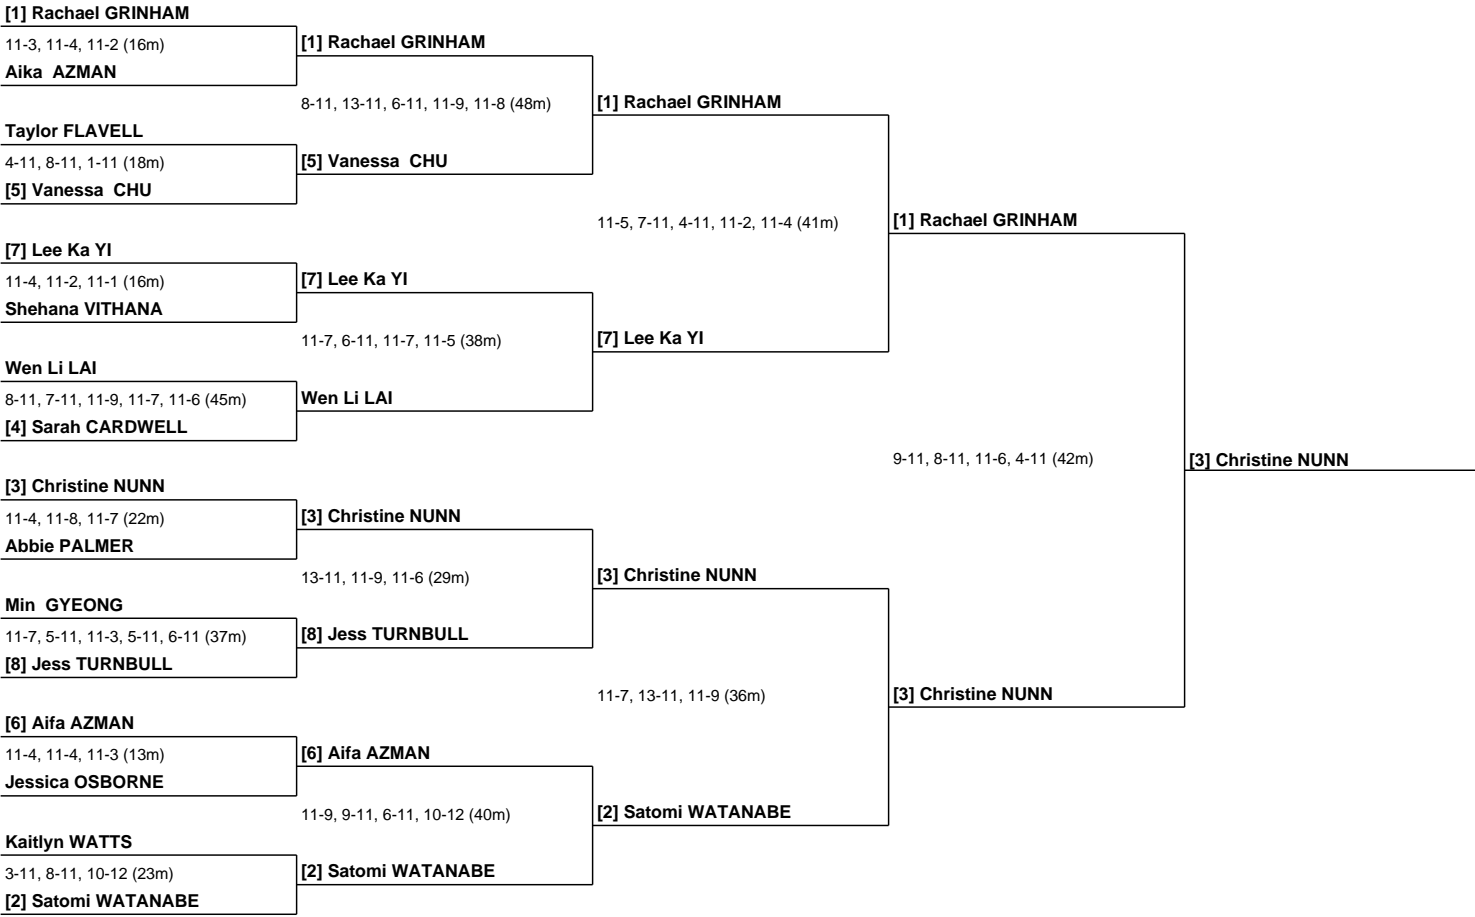 [1] Rachael GRINHAM
11-3, 11-4, 11-2 (16m)
Aika AZMAN
Taylor FLAVELL
4-11, 8-11, 1-11 (18m)
[5] Vanessa CHU
[7] Lee Ka YI
11-4, 11-2, 11-1 (16m)
Shehana VITHANA
Wen Li LAI
8-11, 7-11, 11-9, 11-7, 11-6 (45m)
[4] Sarah CARDWELL
[3] Christine NUNN
11-4, 11-8, 11-7 (22m)
Abbie PALMER
Min GYEONG
11-7, 5-11, 11-3, 5-11, 6-11 (37m)
[8] Jess TURNBULL
[6] Aifa AZMAN
11-4, 11-4, 11-3 (13m)
Jessica OSBORNE
Kaitlyn WATTS
3-11, 8-11, 10-12 (23m)
[2] Satomi WATANABE
[1] Rachael GRINHAM
8-11, 13-11, 6-11, 11-9, 11-8 (48m)
[5] Vanessa CHU
[7] Lee Ka YI
11-7, 6-11, 11-7, 11-5 (38m)
Wen Li LAI
[3] Christine NUNN
13-11, 11-9, 11-6 (29m)
[8] Jess TURNBULL
[6] Aifa AZMAN
11-9, 9-11, 6-11, 10-12 (40m)
[2] Satomi WATANABE
[1] Rachael GRINHAM
11-5, 7-11, 4-11, 11-2, 11-4 (41m)
[7] Lee Ka YI
[3] Christine NUNN
11-7, 13-11, 11-9 (36m)
[2] Satomi WATANABE
[1] Rachael GRINHAM
9-11, 8-11, 11-6, 4-11 (42m)
[3] Christine NUNN
[3] Christine NUNN